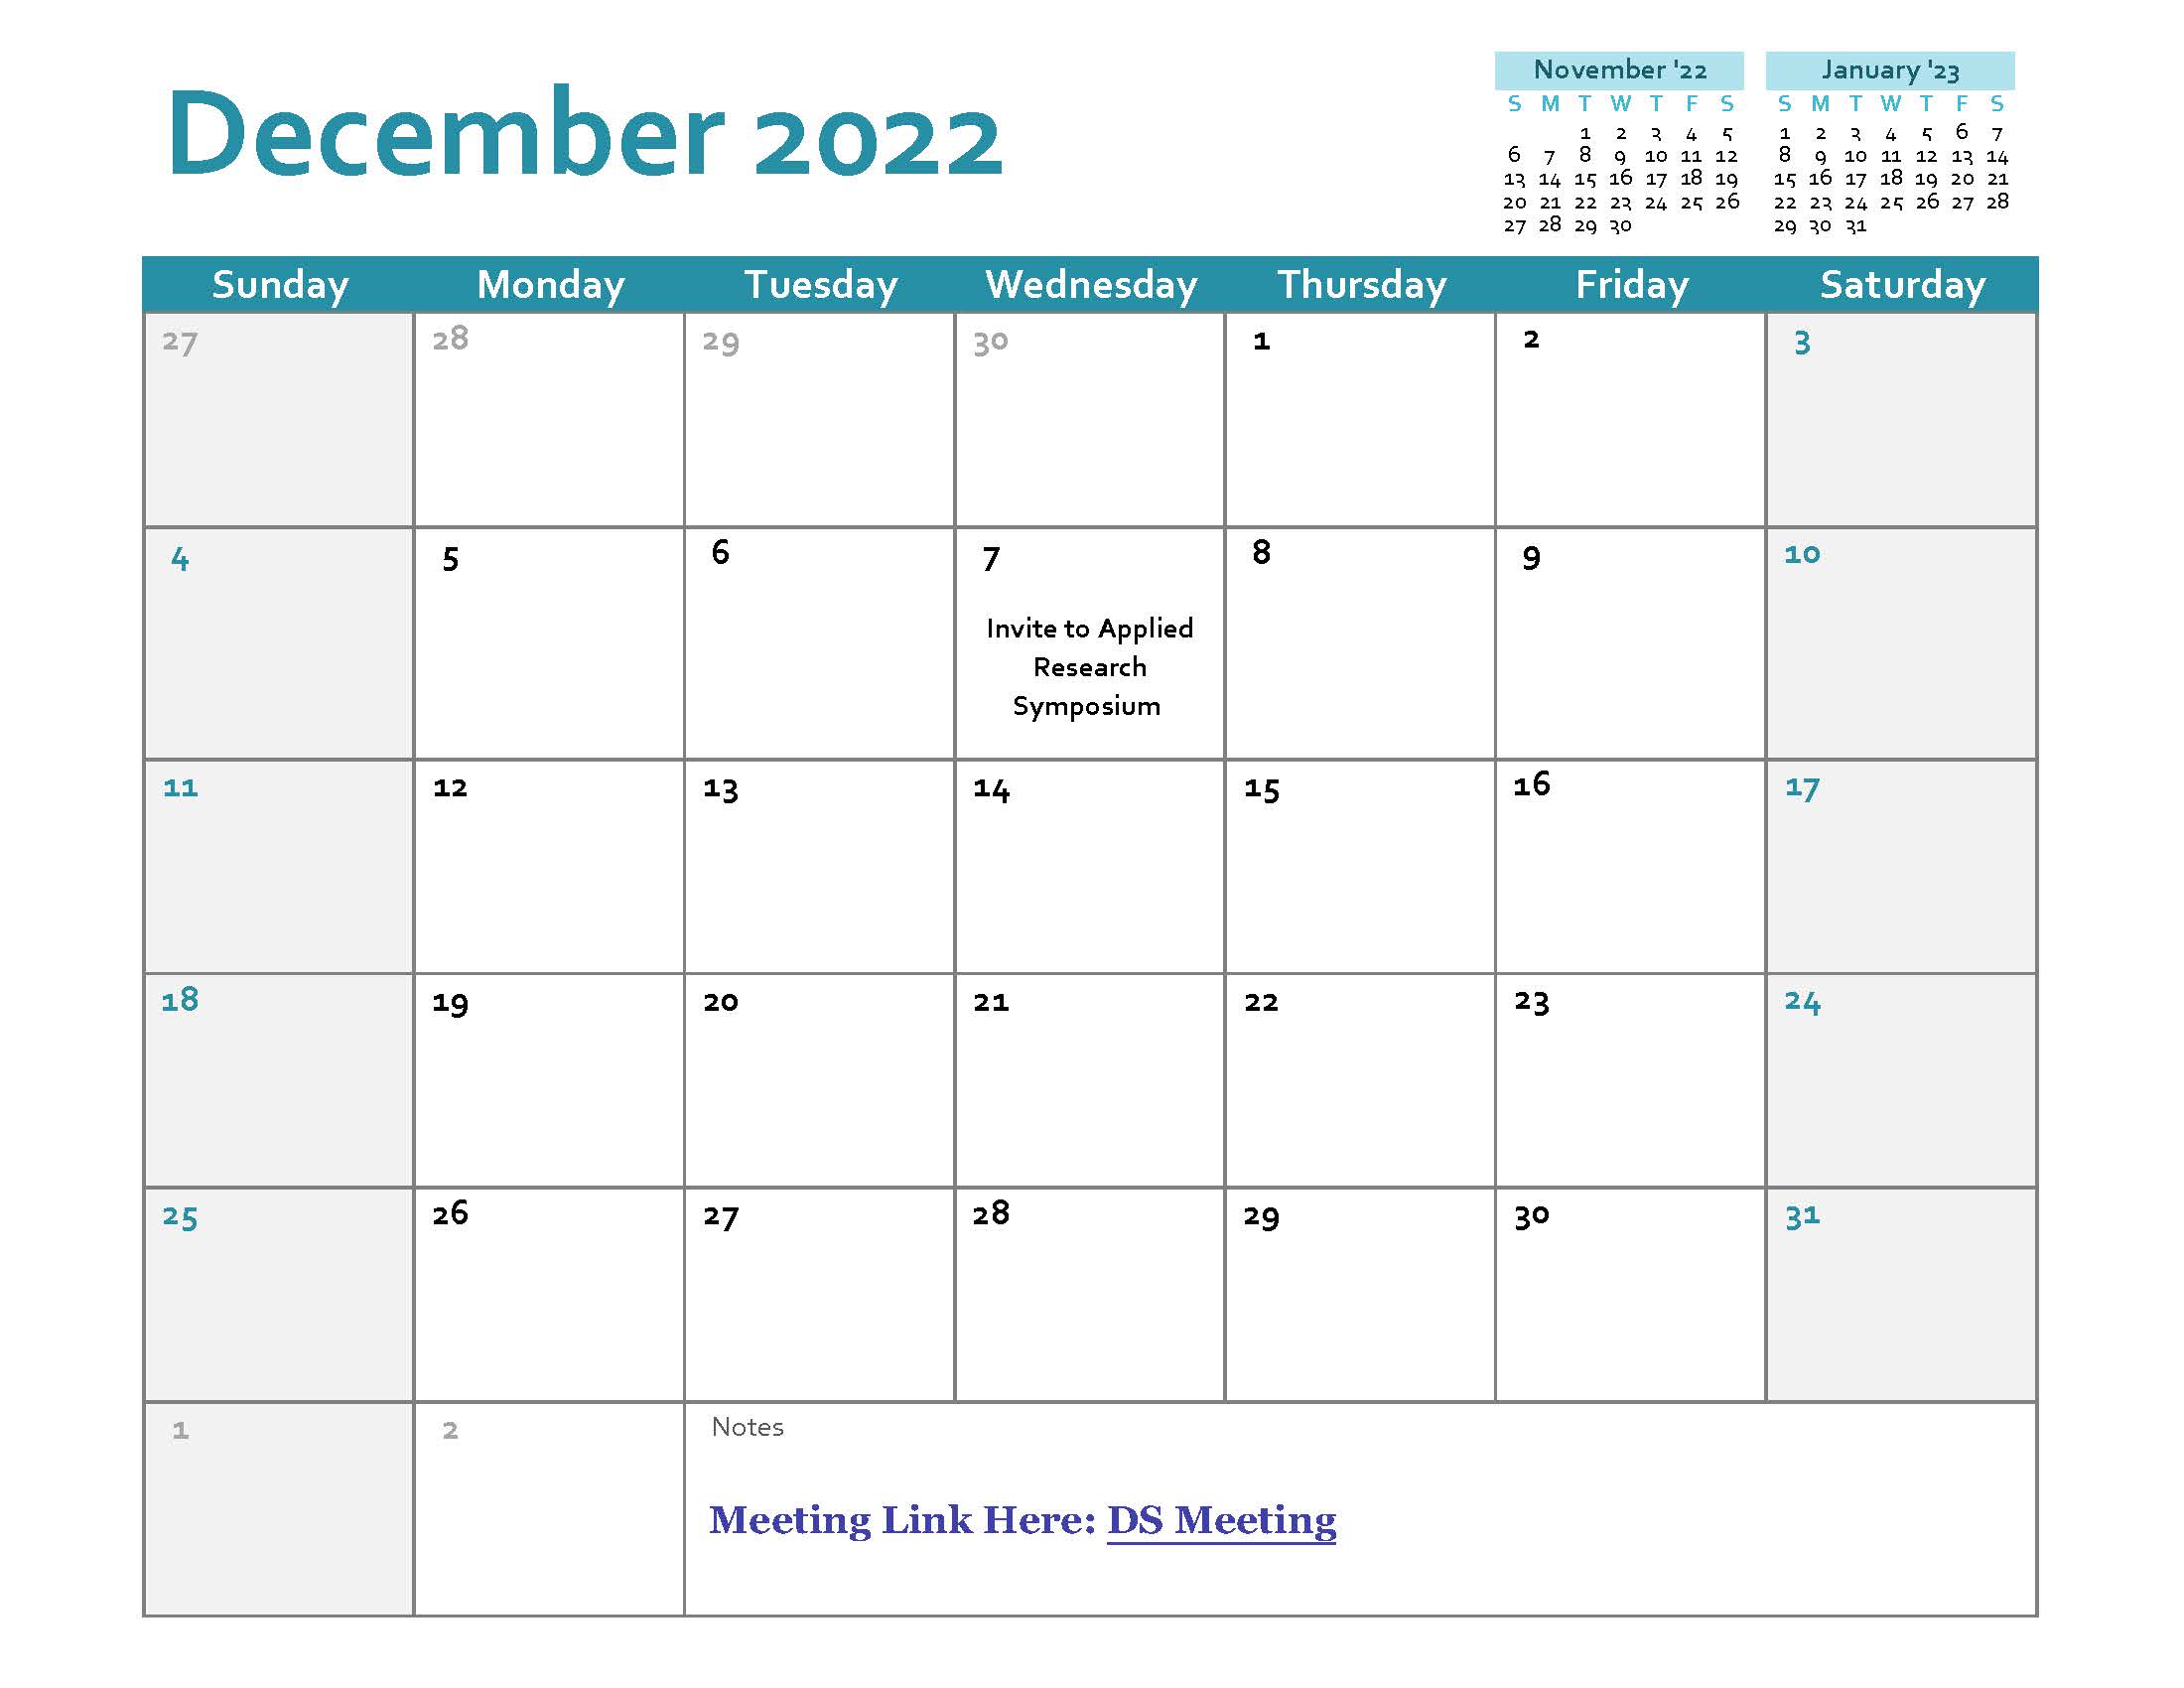 December 2022
November '22
S M T W T F S
1 2 3 4 5
6 7 8 9 10 11 12
13 14 15 16 17 18 19
20 21 22 23 24 25 26
27 28 29 30
January '23
S M T W T F S
1 2 3 4 5 6 7
8 9 10 11 12 13 14
15 16 17 18 19 20 21
22 23 24 25 26 27 28
29 30 31
Sunday Monday Tuesday Wednesday Thursday Friday Saturday
27 28 29 30 1 2 3
4 5 6 7 8 9 10
Invite to Applied
Research
Symposium
11 12 13 14 15 16 17
18 19 20 21 22 23 24
25 26 27 28 29 30 31
1 2 Notes
Meeting Link Here: DS Meeting